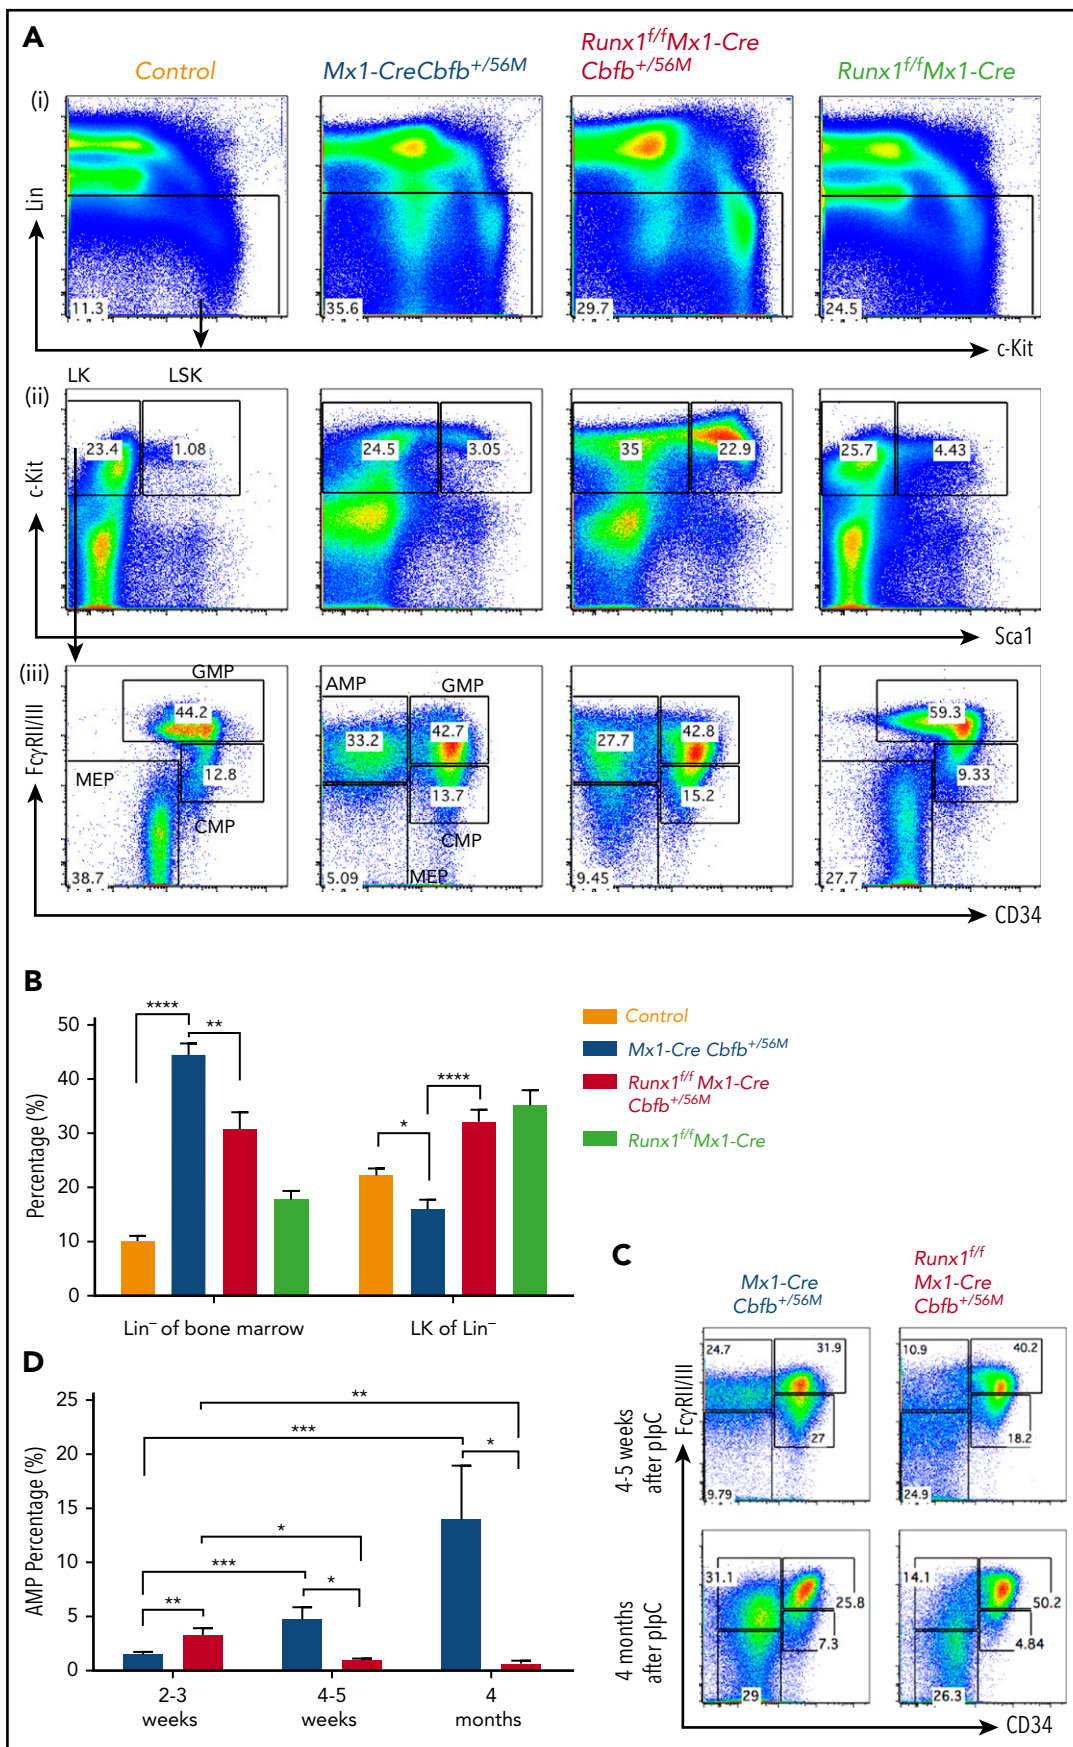 A
Control
Mx1-CreCbfb+/56M
Runx1f/fMx1-Cre
Cbfb+/56M
Runx1f/fMx1-Cre
(i)
Lin
11.3
35.6
29.7
24.5
c-Kit
LK
LSK
(ii)
c-Kit
23.4
1.08
24.5
3.05
35
22.9
25.7
4.43
Sca1
(iii)
FcγRII/III
GMP
44.2
12.8
MEP
CMP
38.7
AMP
GMP
33.2
42.7
13.7
CMP
5.09
MEP
27.7
42.8
15.2
9.45
59.3
9.33
27.7
CD34
B
Percentage (%)
50
40
30
20
10
0
****
**
*
****
Lin− of bone marrow
LK of Lin−
Control
Mx1-Cre Cbfb+/56M
Runx1f/f Mx1-Cre
Cbfb+/56M
Runx1f/fMx1-Cre
C
Mx1-Cre
Cbfb+/56M
Runx1f/f
Mx1-Cre
Cbfb+/56M
4-5 weeks
after pIpC
FcγRII/III
24.7
31.9
27
9.79
10.9
40.2
18.2
24.9
4 months
after pIpC
31.1
25.8
7.3
29
14.1
50.2
4.84
26.3
CD34
D
AMP Percentage (%)
25
20
15
10
5
0
**
***
*
*
***
*
**
2-3
weeks
4-5
weeks
4
months